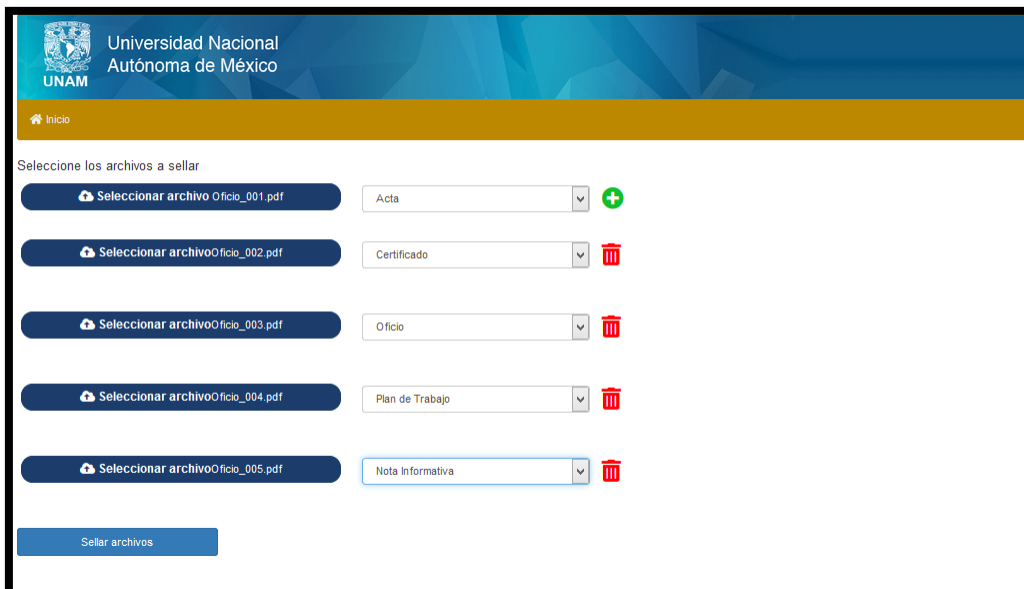 Universidad Nacional
Autónoma de México
UNAM
Inicio
Seleccione los archivos a sellar
Seleccionar archivo Oficio_001.pdf
Acta
Seleccionar archivoOficio_002.pdf
Certificado
Seleccionar archivoOficio_003.pdf
Oficio
Seleccionar archivoOficio_004.pdf
Plan de Trabajo
Seleccionar archivoOficio_005.pdf
Nota Informativa
Sellar archivos